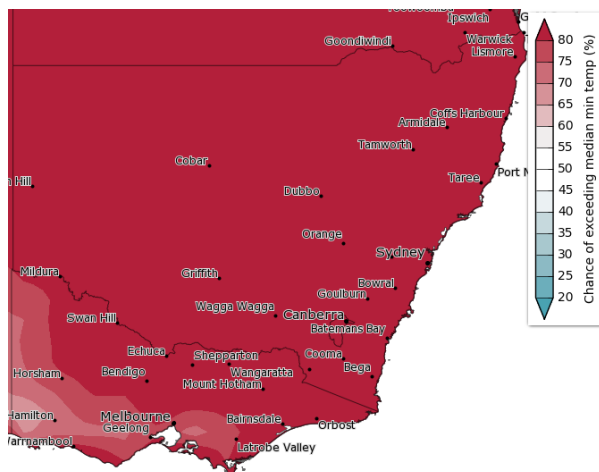 Ipswich
Goondiwindi
Warwick
Lismore
Coffs Harbour
Armidale
Tamworth
Cobar
Port M
Taree
n Hill
Dubbo
Orange
Sydney
Mildura
Griffith
Bowral
Goulburn
Wagga Wagga
Canberra
Swan Hill
Batemans Bay
Echuca
Shepparton
Cooma
Horsham
Bendigo
Wangaratta
Bega
Mount Hotham
Hamilton
Melbourne
Bairnsdale
Orbost
Geelong
Warrnambool
Latrobe Valley
80
75
70
65
60
55
50
45
40
35
30
25
20
Chance of exceeding median min temp (%)